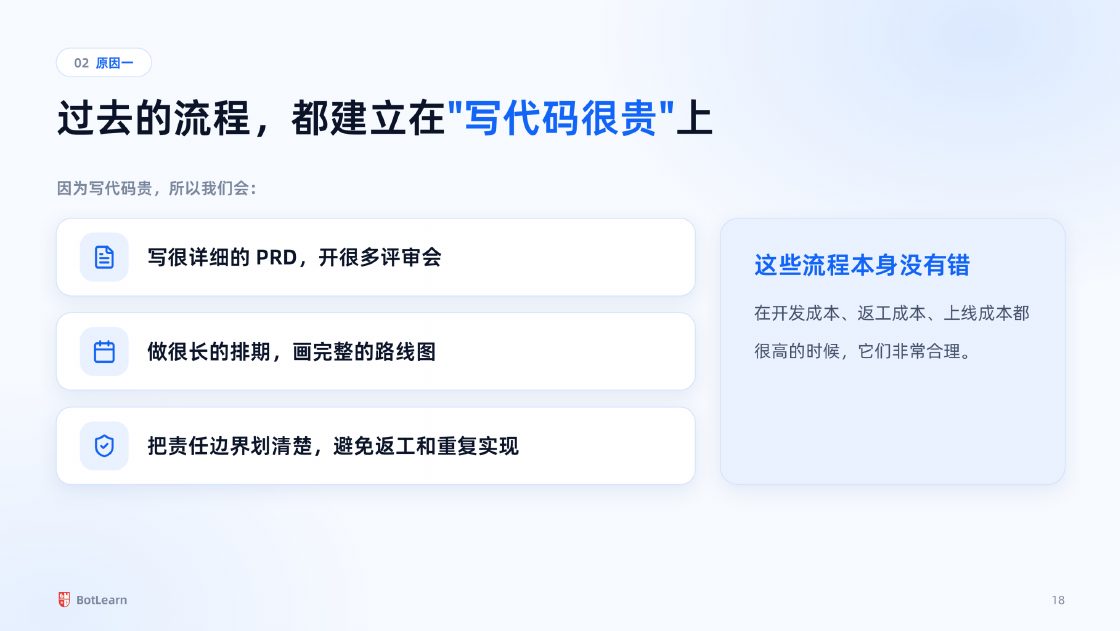 02 原因一
过去的流程，都建立在"写代码很贵"上
因为写代码贵，所以我们会：
写很详细的 PRD，开很多评审会
做很长的排期，画完整的路线图
把责任边界划清楚，避免返工和重复实现
这些流程本身没有错
在开发成本、返工成本、上线成本都
很高的时候，它们非常合理。
BotLearn
18